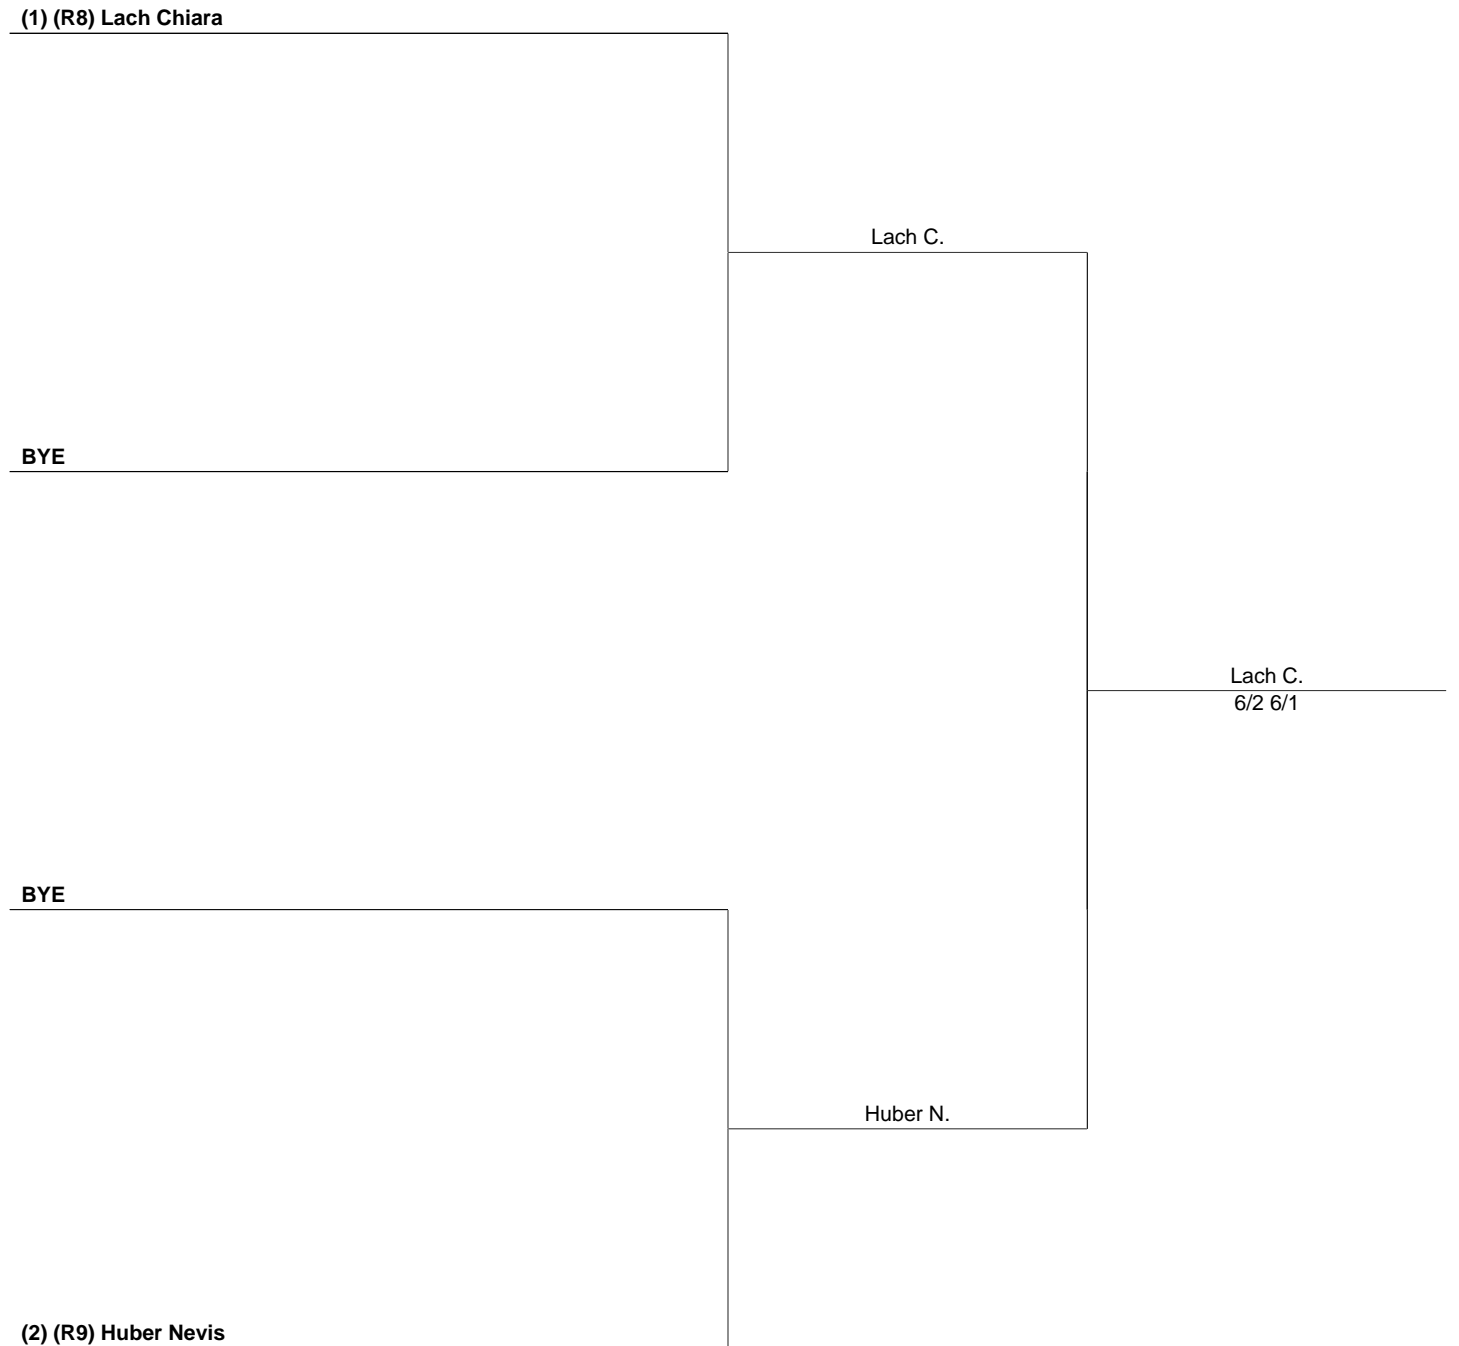 (1) (R8) Lach Chiara
Lach C.
BYE
Lach C.
6/2 6/1
BYE
Huber N.
(2) (R9) Huber Nevis